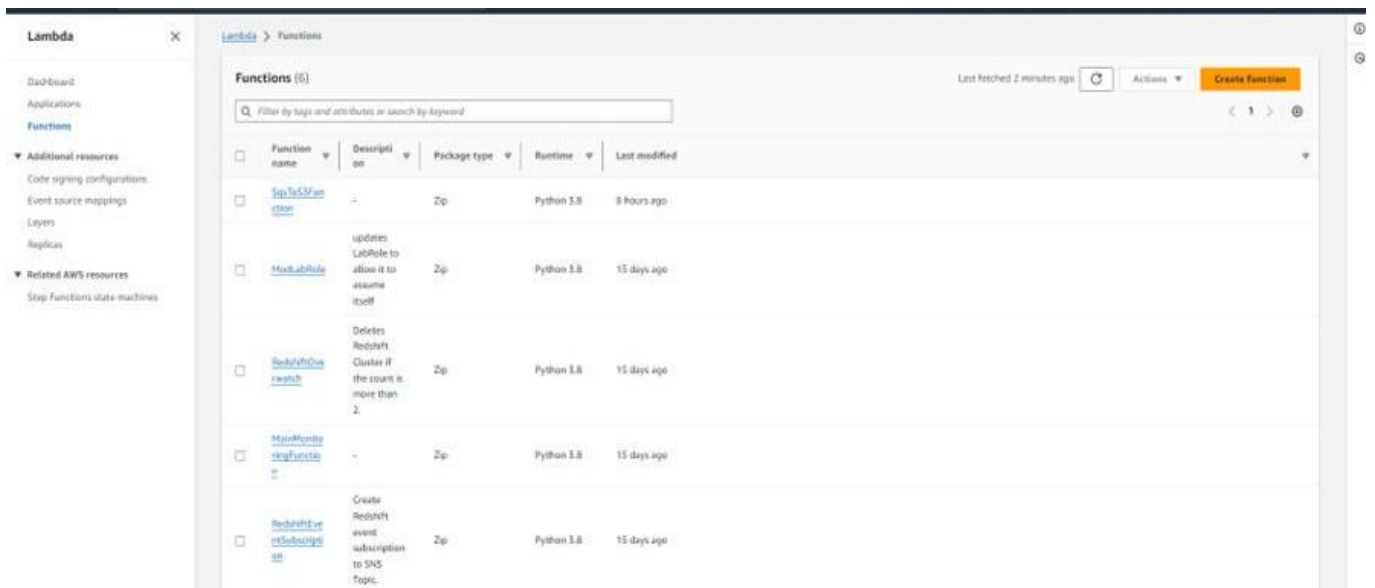 Lambda
Lambda > Functions
Dashboard
Applications
Functions
Additional resources
Code signing configurations
Event source mappings
Layers
Replicas
Related AWS resources
Step Functions state machines
Functions (6)
Last fetched 2 minutes ago
Actions
Create function
Filter by tags and attributes or search by keyword
1
Function
name
Descripti
on
Package type
Runtime
Last modified
SqsToS3Fun
ction
-
Zip
Python 3.8
8 hours ago
ModLabRole
updates
LabRole to
allow it to
assume
itself
Zip
Python 3.8
15 days ago
RedshiftOve
rwatch
Deletes
Redshift
Cluster if
the count is
more than
2.
Zip
Python 3.8
15 days ago
MainMonito
ringFunctio
n
-
Zip
Python 3.8
15 days ago
RedshiftEve
ntSubscripti
on
Create
Redshift
event
subscription
to SNS
Topic.
Zip
Python 3.8
15 days ago